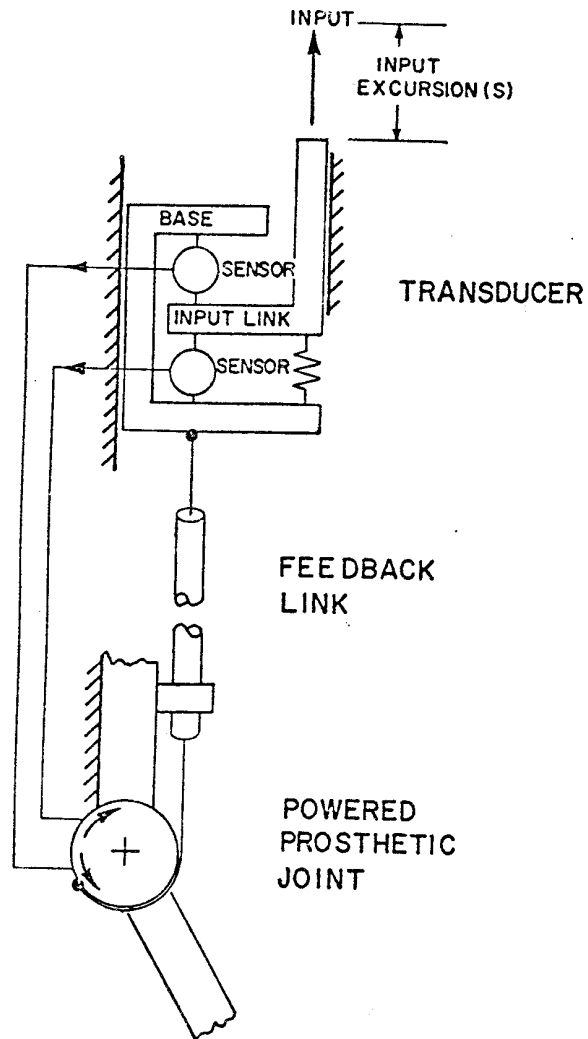 INPUT
INPUT
EXCURSION(S)
BASE
SENSOR
TRANSDUCER
INPUT LINK
SENSOR
FEEDBACK
LINK
POWERED
PROSTHETIC
JOINT